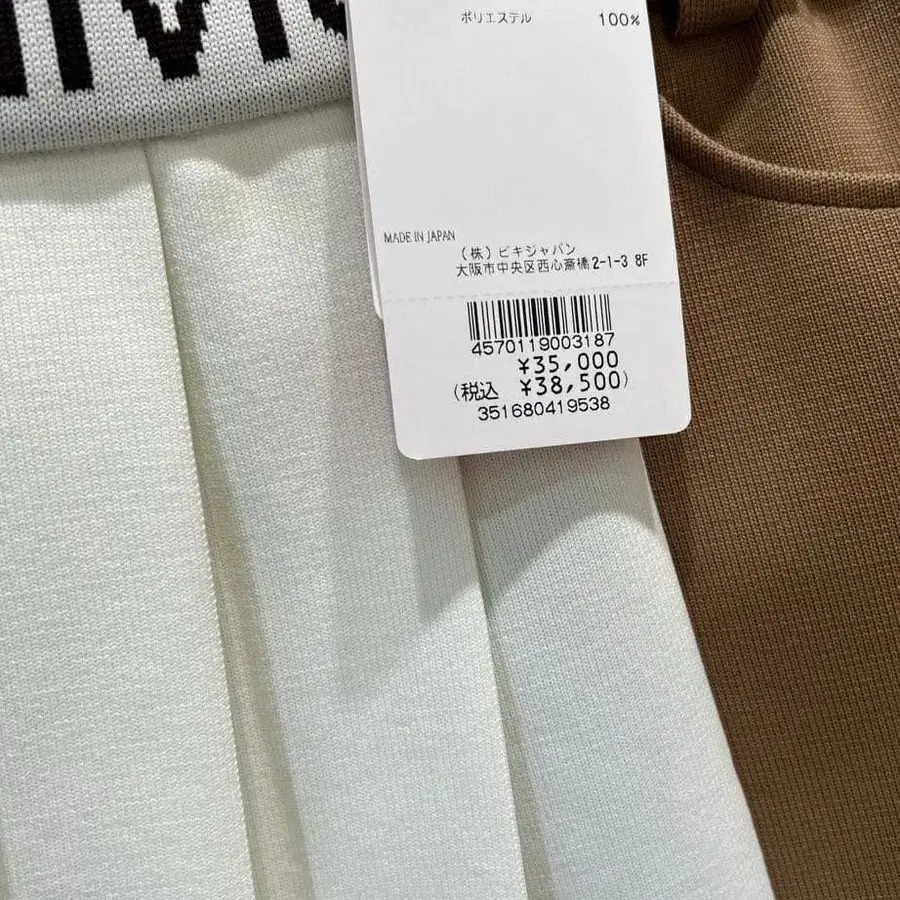 ポリエステル 100%
MADE IN JAPAN
(株)ビキジャパン
大阪市中央区西心斎橋2-1-3 8F
4570119003187
¥35,000
(税込 ¥38,500)
351680419538